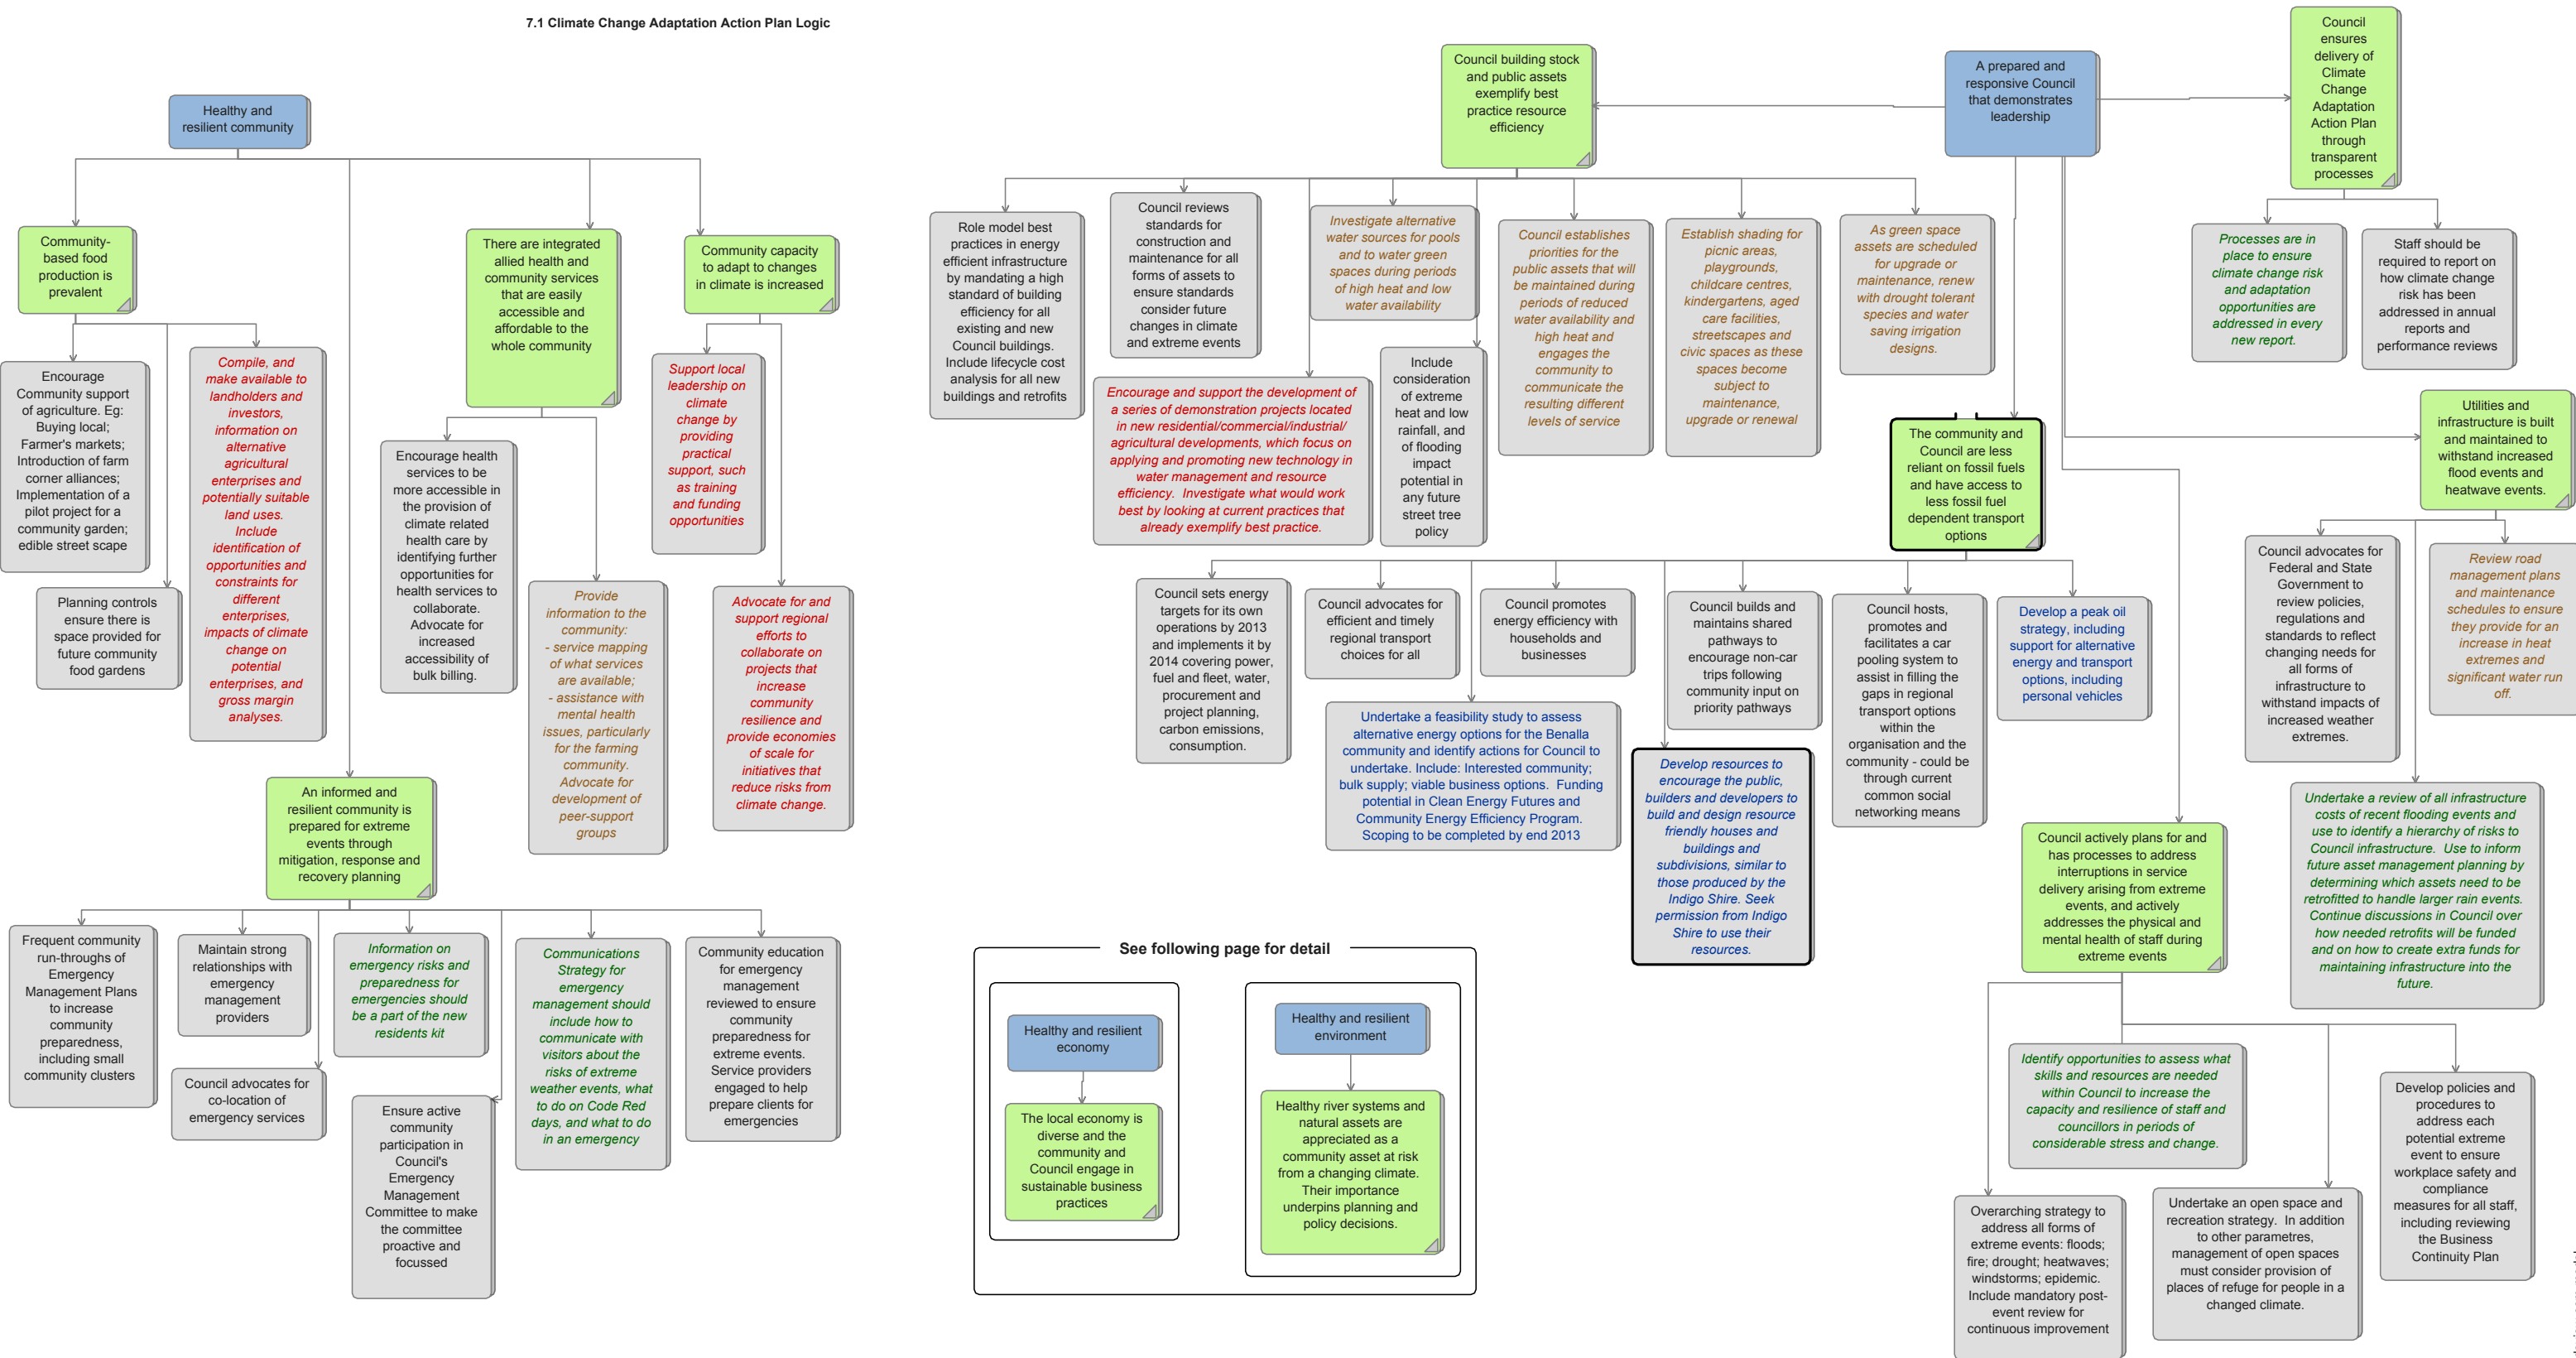 7.1 Climate Change Adaptation Action Plan Logic
Healthy and
resilient community
Community-
based food
production is
prevalent
Encourage
Community support
of agriculture. Eg:
Buying local;
Farmer's markets;
Introduction of farm
corner alliances;
Implementation of a
pilot project for a
community garden;
edible street scape
Planning controls
ensure there is
space provided for
future community
food gardens
Compile, and
make available to
landholders and
investors,
information on
alternative
agricultural
enterprises and
potentially suitable
land uses.
Include
identification of
opportunities and
constraints for
different
enterprises,
impacts of climate
change on
potential
enterprises, and
gross margin
analyses.
There are integrated
allied health and
community services
that are easily
accessible and
affordable to the
whole community
Encourage health
services to be
more accessible in
the provision of
climate related
health care by
identifying further
opportunities for
health services to
collaborate.
Advocate for
increased
accessibility of
bulk billing.
Provide
information to the
community:
- service mapping
of what services
are available;
- assistance with
mental health
issues, particularly
for the farming
community.
Advocate for
development of
peer-support
groups
Community capacity
to adapt to changes
in climate is increased
Support local
leadership on
climate
change by
providing
practical
support, such
as training
and funding
opportunities
Advocate for and
support regional
efforts to
collaborate on
projects that
increase
community
resilience and
provide economies
of scale for
initiatives that
reduce risks from
climate change.
An informed and
resilient community is
prepared for extreme
events through
mitigation, response and
recovery planning
Frequent community
run-throughs of
Emergency
Management Plans
to increase
community
preparedness,
including small
community clusters
Maintain strong
relationships with
emergency
management
providers
Council advocates for
co-location of
emergency services
Information on
emergency risks and
preparedness for
emergencies should
be a part of the new
residents kit
Ensure active
community
participation in
Council's
Emergency
Management
Committee to make
the committee
proactive and
focussed
Communications
Strategy for
emergency
management should
include how to
communicate with
visitors about the
risks of extreme
weather events, what
to do on Code Red
days, and what to do
in an emergency
Community education
for emergency
management
reviewed to ensure
community
preparedness for
extreme events.
Service providers
engaged to help
prepare clients for
emergencies
Council building stock
and public assets
exemplify best
practice resource
efficiency
A prepared and
responsive Council
that demonstrates
leadership
Council
ensures
delivery of
Climate
Change
Adaptation
Action Plan
through
transparent
processes
Role model best
practices in energy
efficient infrastructure
by mandating a high
standard of building
efficiency for all
existing and new
Council buildings.
Include lifecycle cost
analysis for all new
buildings and retrofits
Council reviews
standards for
construction and
maintenance for all
forms of assets to
ensure standards
consider future
changes in climate
and extreme events
Encourage and support the development of
a series of demonstration projects located
in new residential/commercial/industrial/
agricultural developments, which focus on
applying and promoting new technology in
water management and resource
efficiency.  Investigate what would work
best by looking at current practices that
already exemplify best practice.
Investigate alternative
water sources for pools
and to water green
spaces during periods
of high heat and low
water availability
Include
consideration
of extreme
heat and low
rainfall, and
of flooding
impact
potential in
any future
street tree
policy
Council establishes
priorities for the
public assets that will
be maintained during
periods of reduced
water availability and
high heat and
engages the
community to
communicate the
resulting different
levels of service
Establish shading for
picnic areas,
playgrounds,
childcare centres,
kindergartens, aged
care facilities,
streetscapes and
civic spaces as these
spaces become
subject to
maintenance,
upgrade or renewal
As green space
assets are scheduled
for upgrade or
maintenance, renew
with drought tolerant
species and water
saving irrigation
designs.
Processes are in
place to ensure
climate change risk
and adaptation
opportunities are
addressed in every
new report.
Staff should be
required to report on
how climate change
risk has been
addressed in annual
reports and
performance reviews
The community and
Council are less
reliant on fossil fuels
and have access to
less fossil fuel
dependent transport
options
Council sets energy
targets for its own
operations by 2013
and implements it by
2014 covering power,
fuel and fleet, water,
procurement and
project planning,
carbon emissions,
consumption.
Council advocates for
efficient and timely
regional transport
choices for all
Undertake a feasibility study to assess
alternative energy options for the Benalla
community and identify actions for Council to
undertake. Include: Interested community;
bulk supply; viable business options.  Funding
potential in Clean Energy Futures and
Community Energy Efficiency Program.
Scoping to be completed by end 2013
Council promotes
energy efficiency with
households and
businesses
Develop resources to
encourage the public,
builders and developers to
build and design resource
friendly houses and
buildings and
subdivisions, similar to
those produced by the
Indigo Shire. Seek
permission from Indigo
Shire to use their
resources.
Council builds and
maintains shared
pathways to
encourage non-car
trips following
community input on
priority pathways
Council hosts,
promotes and
facilitates a car
pooling system to
assist in filling the
gaps in regional
transport options
within the
organisation and the
community - could be
through current
common social
networking means
Develop a peak oil
strategy, including
support for alternative
energy and transport
options, including
personal vehicles
Utilities and
infrastructure is built
and maintained to
withstand increased
flood events and
heatwave events.
Council advocates for
Federal and State
Government to
review policies,
regulations and
standards to reflect
changing needs for
all forms of
infrastructure to
withstand impacts of
increased weather
extremes.
Review road
management plans
and maintenance
schedules to ensure
they provide for an
increase in heat
extremes and
significant water run
off.
Undertake a review of all infrastructure
costs of recent flooding events and
use to identify a hierarchy of risks to
Council infrastructure.  Use to inform
future asset management planning by
determining which assets need to be
retrofitted to handle larger rain events.
Continue discussions in Council over
how needed retrofits will be funded
and on how to create extra funds for
maintaining infrastructure into the
future.
Council actively plans for and
has processes to address
interruptions in service
delivery arising from extreme
events, and actively
addresses the physical and
mental health of staff during
extreme events
Overarching strategy to
address all forms of
extreme events: floods;
fire; drought; heatwaves;
windstorms; epidemic.
Include mandatory post-
event review for
continuous improvement
Identify opportunities to assess what
skills and resources are needed
within Council to increase the
capacity and resilience of staff and
councillors in periods of
considerable stress and change.
Undertake an open space and
recreation strategy.  In addition
to other parametres,
management of open spaces
must consider provision of
places of refuge for people in a
changed climate.
Develop policies and
procedures to
address each
potential extreme
event to ensure
workplace safety and
compliance
measures for all staff,
including reviewing
the Business
Continuity Plan
See following page for detail
Healthy and resilient
economy
The local economy is
diverse and the
community and
Council engage in
sustainable business
practices
Healthy and resilient
environment
Healthy river systems and
natural assets are
appreciated as a
community asset at risk
from a changing climate.
Their importance
underpins planning and
policy decisions.